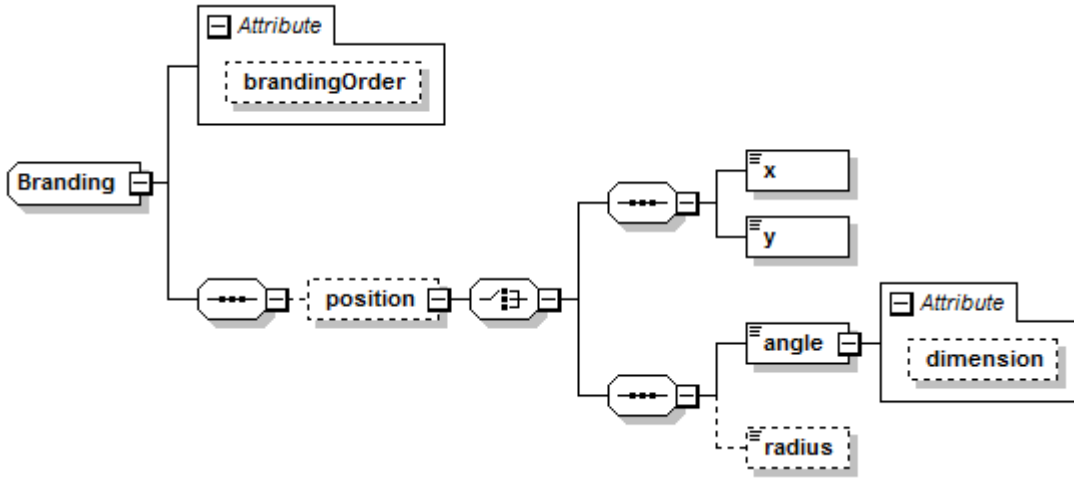 Attribute
brandingOrder
Branding
x
y
position
Attribute
angle
dimension
radius